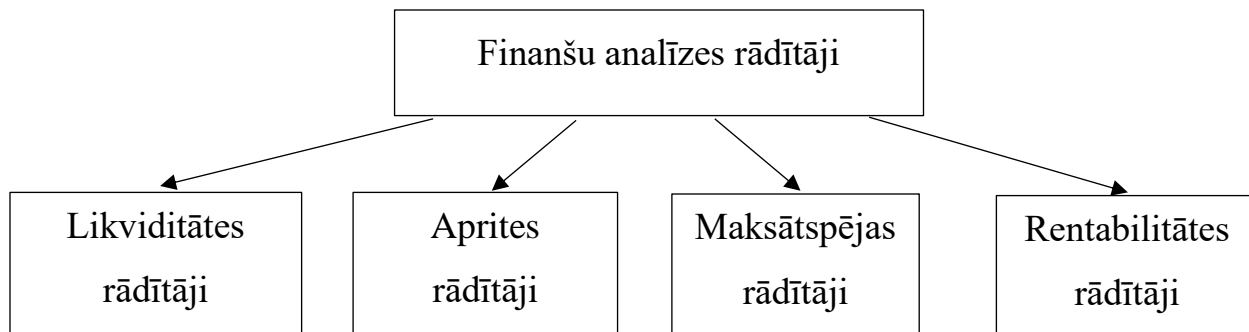 Finanšu analīzes rādītāji
Likviditātes
rādītāji
Aprites
rādītāji
Maksātspējas
rādītāji
Rentabilitātes
rādītāji